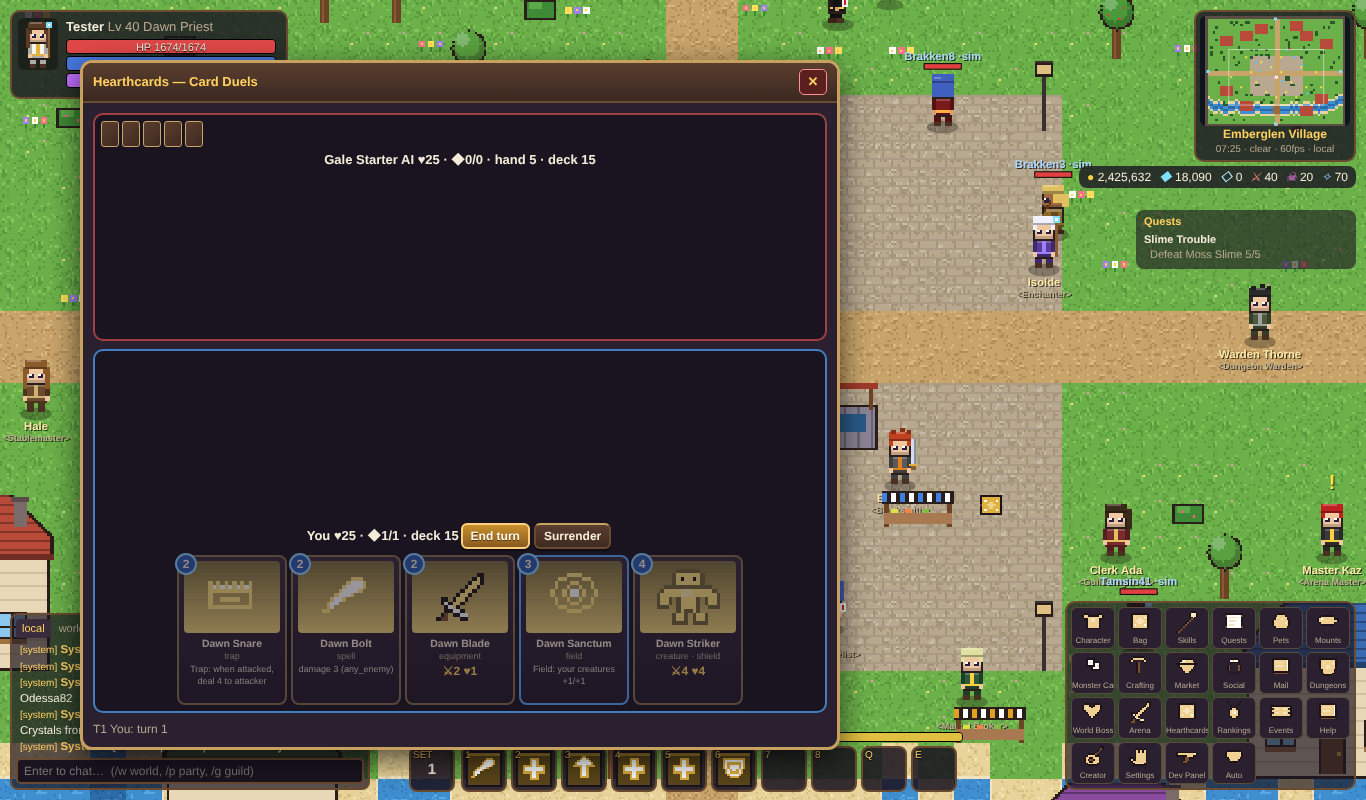 Tester Lv 40 Dawn Priest
HP 1674/1674
Hearthcards — Card Duels
✕
Gale Starter AI ♥25 · ◆0/0 · hand 5 · deck 15
You ♥25 · ◆1/1 · deck 15
End turn
Surrender
2
Dawn Snare
trap
Trap: when attacked,
deal 4 to attacker
2
Dawn Bolt
spell
damage 3 (any_enemy)
2
Dawn Blade
equipment
⚔2 ♥1
3
Dawn Sanctum
field
Field: your creatures
+1/+1
4
Dawn Striker
creature · shield
⚔4 ♥4
T1 You: turn 1
Brakken8 ·sim
Brakken3 ·sim
Emberglen Village
07:25 · clear · 60fps · local
2,425,632
18,090
0
40
20
70
Quests
Slime Trouble
Defeat Moss Slime 5/5
Isolde
<Enchanter>
Warden Thorne
<Dungeon Warden>
Hale
<Stablemaster>
!
Clerk Ada
Master Kaz
<Arena Master>
Tamsin41 ·sim
local
[system]
[system]
[system]
Odessa82
Crystals
[system]
Enter to chat… (/w world, /p party, /g guild)
SET
1
1
2
3
4
5
6
7
8
Q
E
Character
Bag
Skills
Quests
Pets
Mounts
Monster Ca
Crafting
Market
Social
Mail
Dungeons
World Boss
Arena
Hearthcards
Rankings
Events
Help
Creator
Settings
Dev Panel
Auto